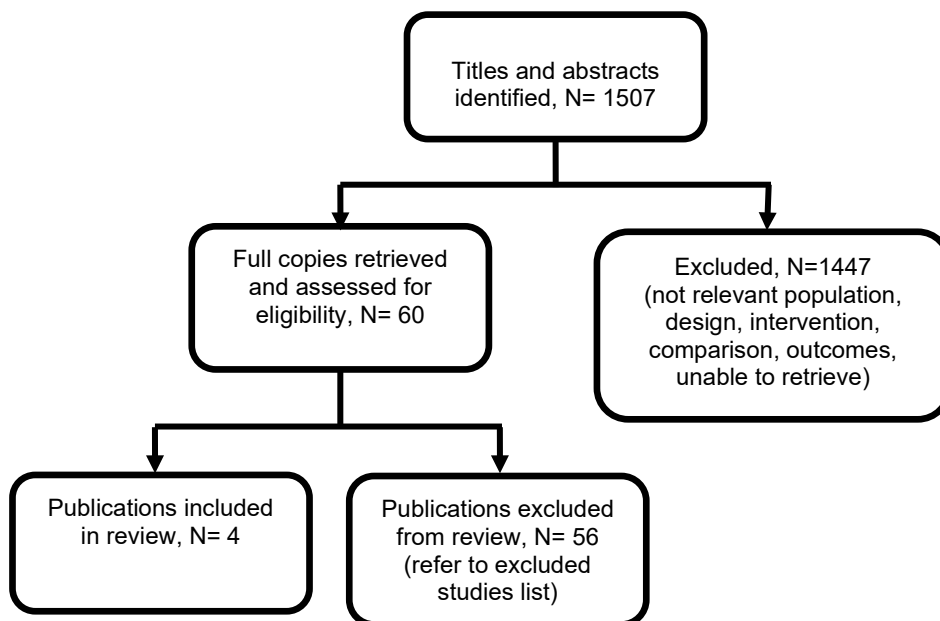 Titles and abstracts
identified, N= 1507
Full copies retrieved
and assessed for
eligibility, N= 60
Excluded, N=1447
(not relevant population,
design, intervention,
comparison, outcomes,
unable to retrieve)
Publications included
in review, N= 4
Publications excluded
from review, N= 56
(refer to excluded
studies list)